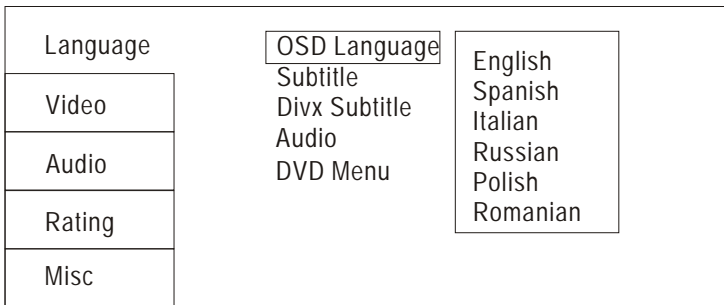 Language
Video
Audio
Rating
Misc
OSD Language
Subtitle
Divx Subtitle
Audio
DVD Menu
English
Spanish
Italian
Russian
Polish
Romanian